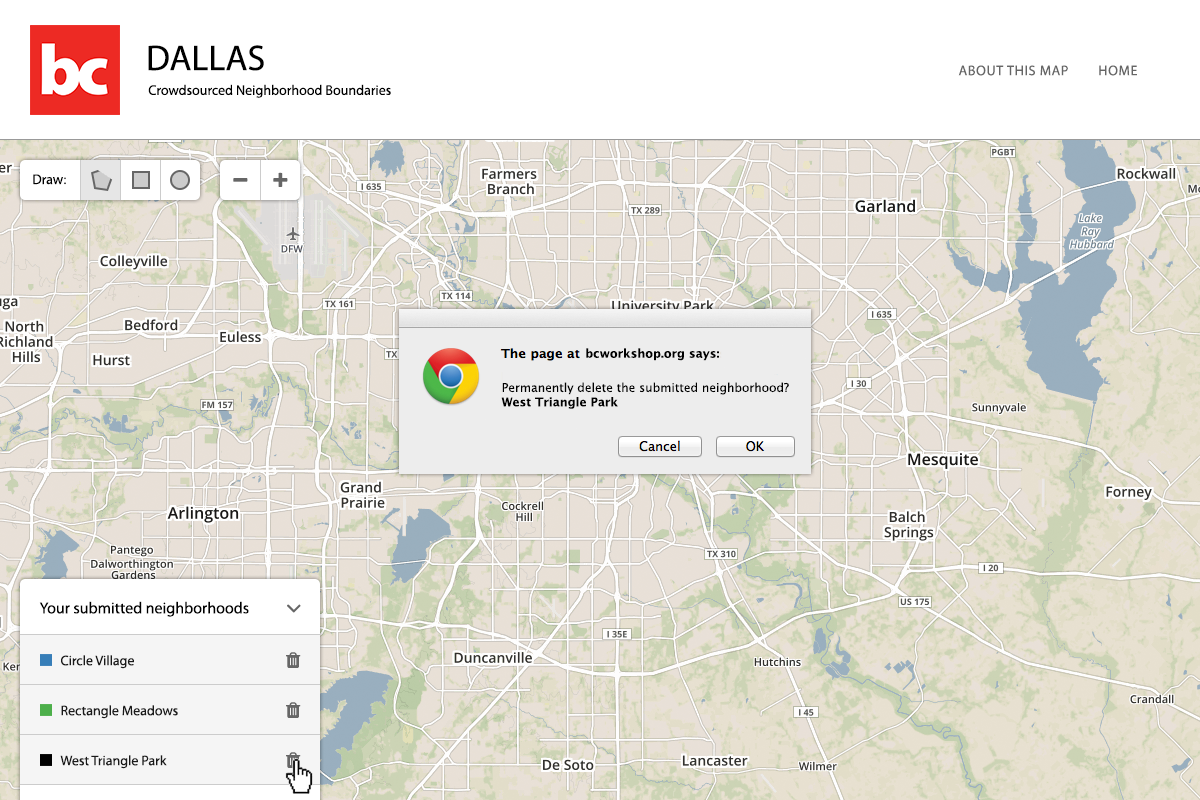 bc
DALLAS
Crowdsourced Neighborhood Boundaries
ABOUT THIS MAP
HOME
Draw:
er
I 635
Farmers
Branch
TX 289
PGBT
Rockwall
Garland
Lake
Ray
Hubbard
DFW
Colleyville
TX 161
TX 114
University Park
I 635
North
Richland
Hills
Bedford
Euless
Hurst
TX
The page at bcworkshop.org says:
Permanently delete the submitted neighborhood?
West Triangle Park
Cancel
OK
I 30
FM 157
Sunnyvale
Mesquite
Grand
Prairie
Arlington
Cockrell
Hill
Forney
Balch
Springs
Pantego
Dalworthington
Gardens
TX 310
I 20
US 175
Your submitted neighborhoods
I 35E
Circle Village
Duncanville
Hutchins
Rectangle Meadows
Crandall
I 45
West Triangle Park
De Soto
Lancaster
Wilmer